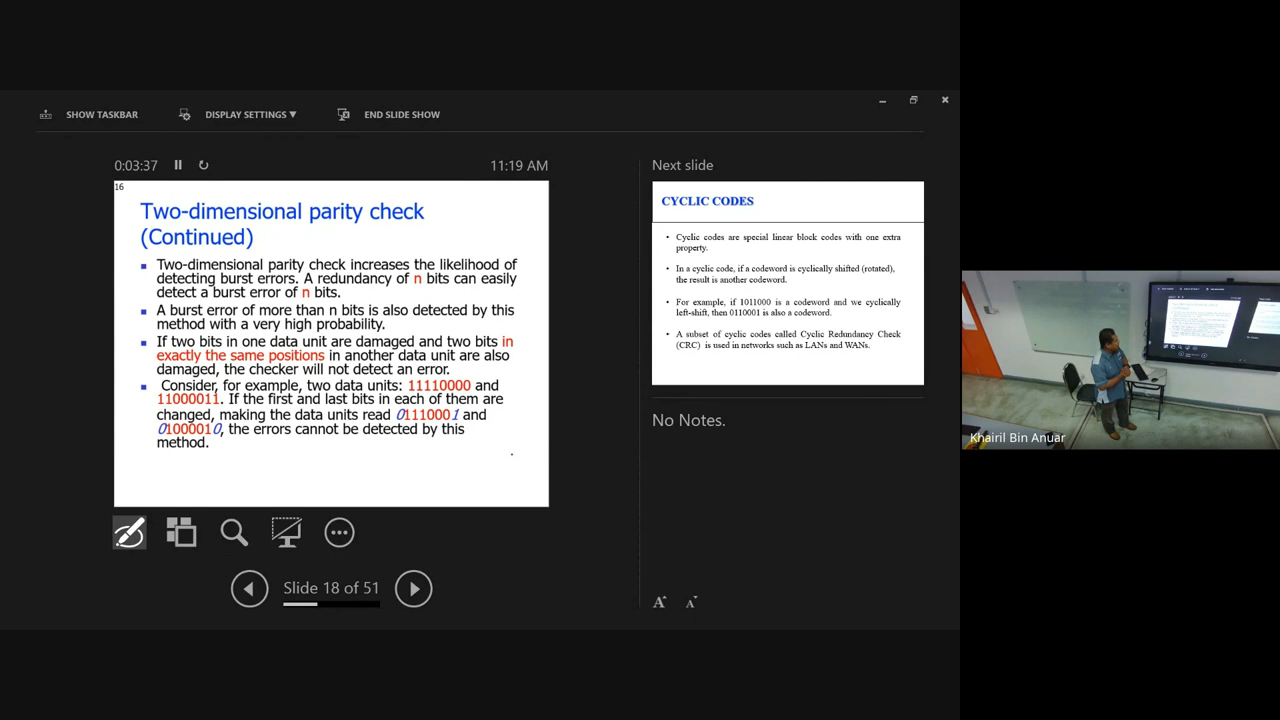 SHOW TASKBAR
DISPLAY SETTINGS ▼
END SLIDE SHOW
0:03:37
11:19 AM
16
Two-dimensional parity check
(Continued)
Two-dimensional parity check increases the likelihood of
detecting burst errors. A redundancy of n bits can easily
detect a burst error of n bits.
A burst error of more than n bits is also detected by this
method with a very high probability.
If two bits in one data unit are damaged and two bits in
exactly the same positions in another data unit are also
damaged, the checker will not detect an error.
Consider, for example, two data units: 11110000 and
11000011. If the first and last bits in each of them are
changed, making the data units read 01110001 and
01000010, the errors cannot be detected by this
method.
Slide 18 of 51
Next slide
CYCLIC CODES
• Cyclic codes are special linear block codes with one extra
property.
• In a cyclic code, if a codeword is cyclically shifted (rotated),
the result is another codeword.
• For example, if 1011000 is a codeword and we cyclically
left-shift, then 0110001 is also a codeword.
• A subset of cyclic codes called Cyclic Redundancy Check
(CRC) is used in networks such as LANs and WANs.
No Notes.
A A
Khairil Bin Anuar